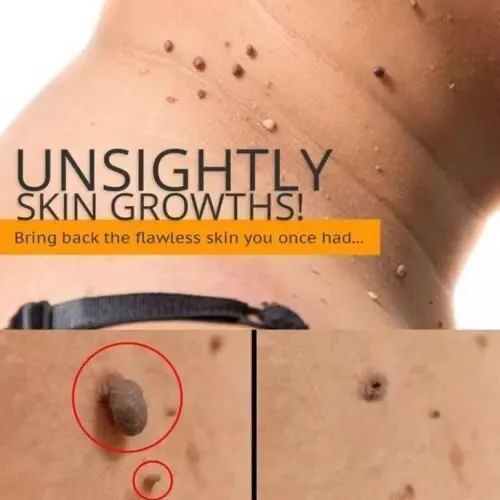 UNSIGHTLY
SKIN GROWTHS!
Bring back the flawless skin you once had...